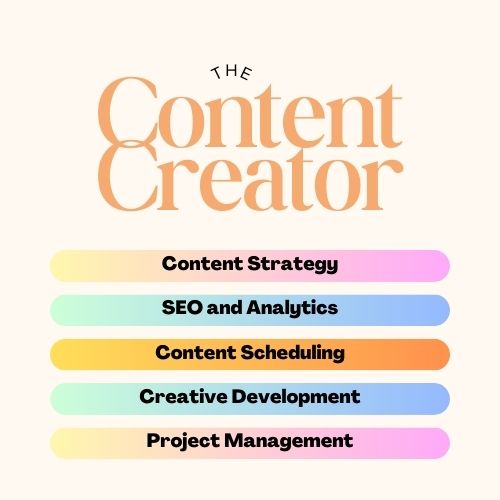 THE
Content
Creator
Content Strategy
SEO and Analytics
Content Scheduling
Creative Development
Project Management